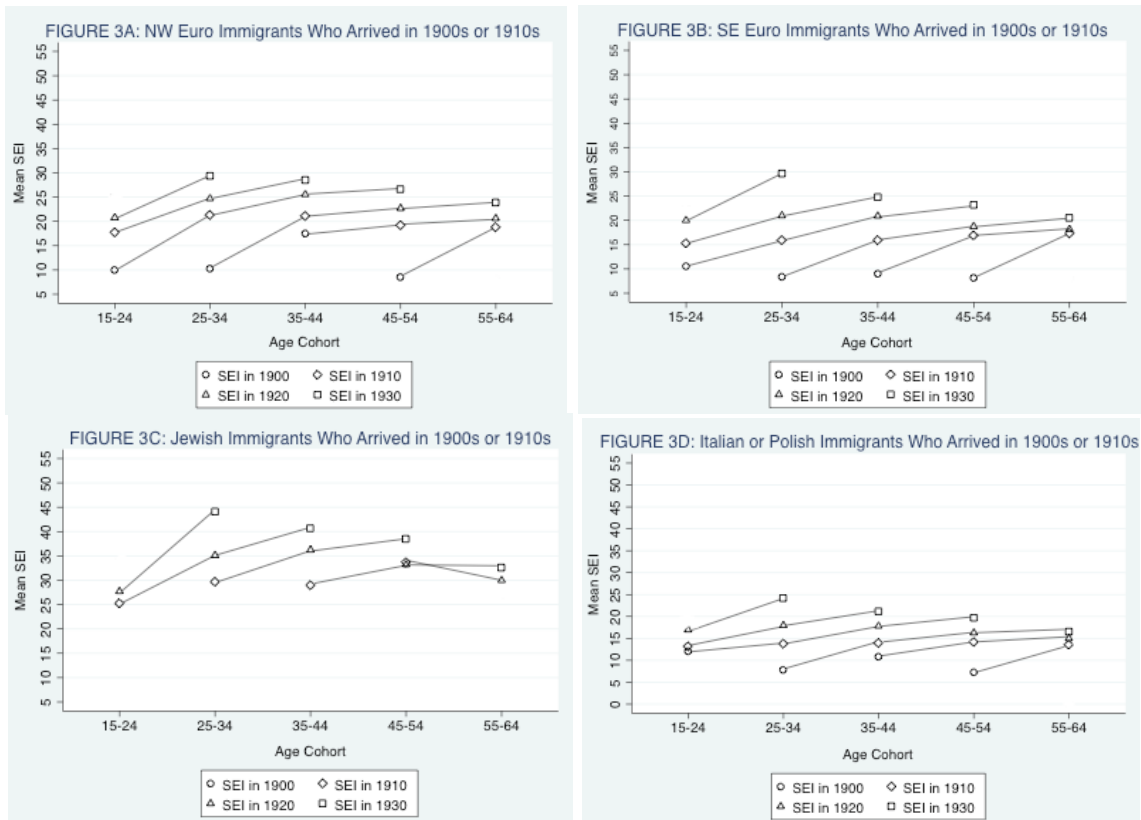 FIGURE 3A: NW Euro Immigrants Who Arrived in 1900s or 1910s
Mean SEI
55
50
45
40
35
30
25
20
15
10
5
15-24 25-34 35-44 45-54 55-64
Age Cohort
SEI in 1900 SEI in 1910
SEI in 1920 SEI in 1930
FIGURE 3B: SE Euro Immigrants Who Arrived in 1900s or 1910s
Mean SEI
55
50
45
40
35
30
25
20
15
10
5
15-24 25-34 35-44 45-54 55-64
Age Cohort
SEI in 1900 SEI in 1910
SEI in 1920 SEI in 1930
FIGURE 3C: Jewish Immigrants Who Arrived in 1900s or 1910s
Mean SEI
55
50
45
40
35
30
25
20
15
10
5
15-24 25-34 35-44 45-54 55-64
Age Cohort
SEI in 1900 SEI in 1910
SEI in 1920 SEI in 1930
FIGURE 3D: Italian or Polish Immigrants Who Arrived in 1900s or 1910s
Mean SEI
55
50
45
40
35
30
25
20
15
10
5
0
15-24 25-34 35-44 45-54 55-64
Age Cohort
SEI in 1900 SEI in 1910
SEI in 1920 SEI in 1930